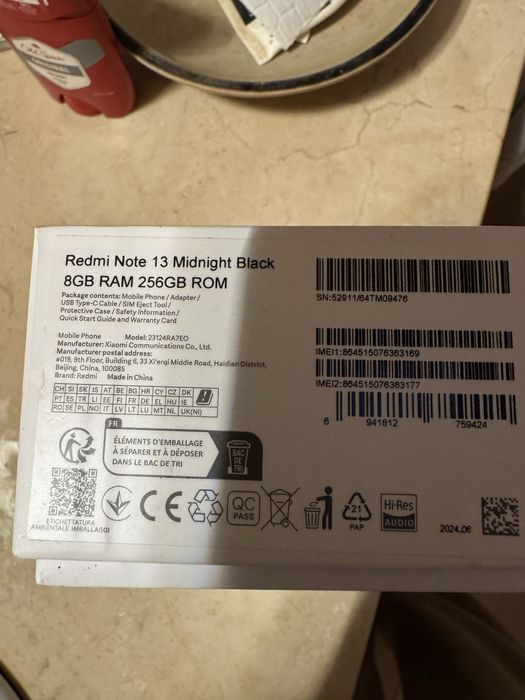 Old Spice
ORIGINAL
Redmi Note 13 Midnight Black
8GB RAM 256GB ROM
Package contents: Mobile Phone / Adapter /
USB Type-C Cable / SIM Eject Tool /
Protective Case / Safety Information /
Quick Start Guide and Warranty Card
Mobile Phone Model: 23124RA7EO
Manufacturer: Xiaomi Communications Co., Ltd.
Manufacturer postal address:
#019, 9th Floor, Building 6, 33 Xi'erqi Middle Road, Haidian District,
Beijing, China, 100085
Brand: Redmi Made in China
CH SI SK IS AT BE BG HR CY CZ DK
PT ES TR LI EE FI FR DE EL HU IE
RO SE PL NO IT LV LT LU MT NL UK(NI)
SN:52911/64TM09476
IMEI1:864515076363169
IMEI2:864515076363177
6 941812 759424
FR
ÉLÉMENTS D'EMBALLAGE
À SÉPARER ET À DÉPOSER
DANS LE BAC DE TRI
BAC
DE
TRI
ETICHETTATURA
AMBIENTALE IMBALLAGGI
CE
QC
PASS
21
PAP
Hi-Res
AUDIO
2024.06